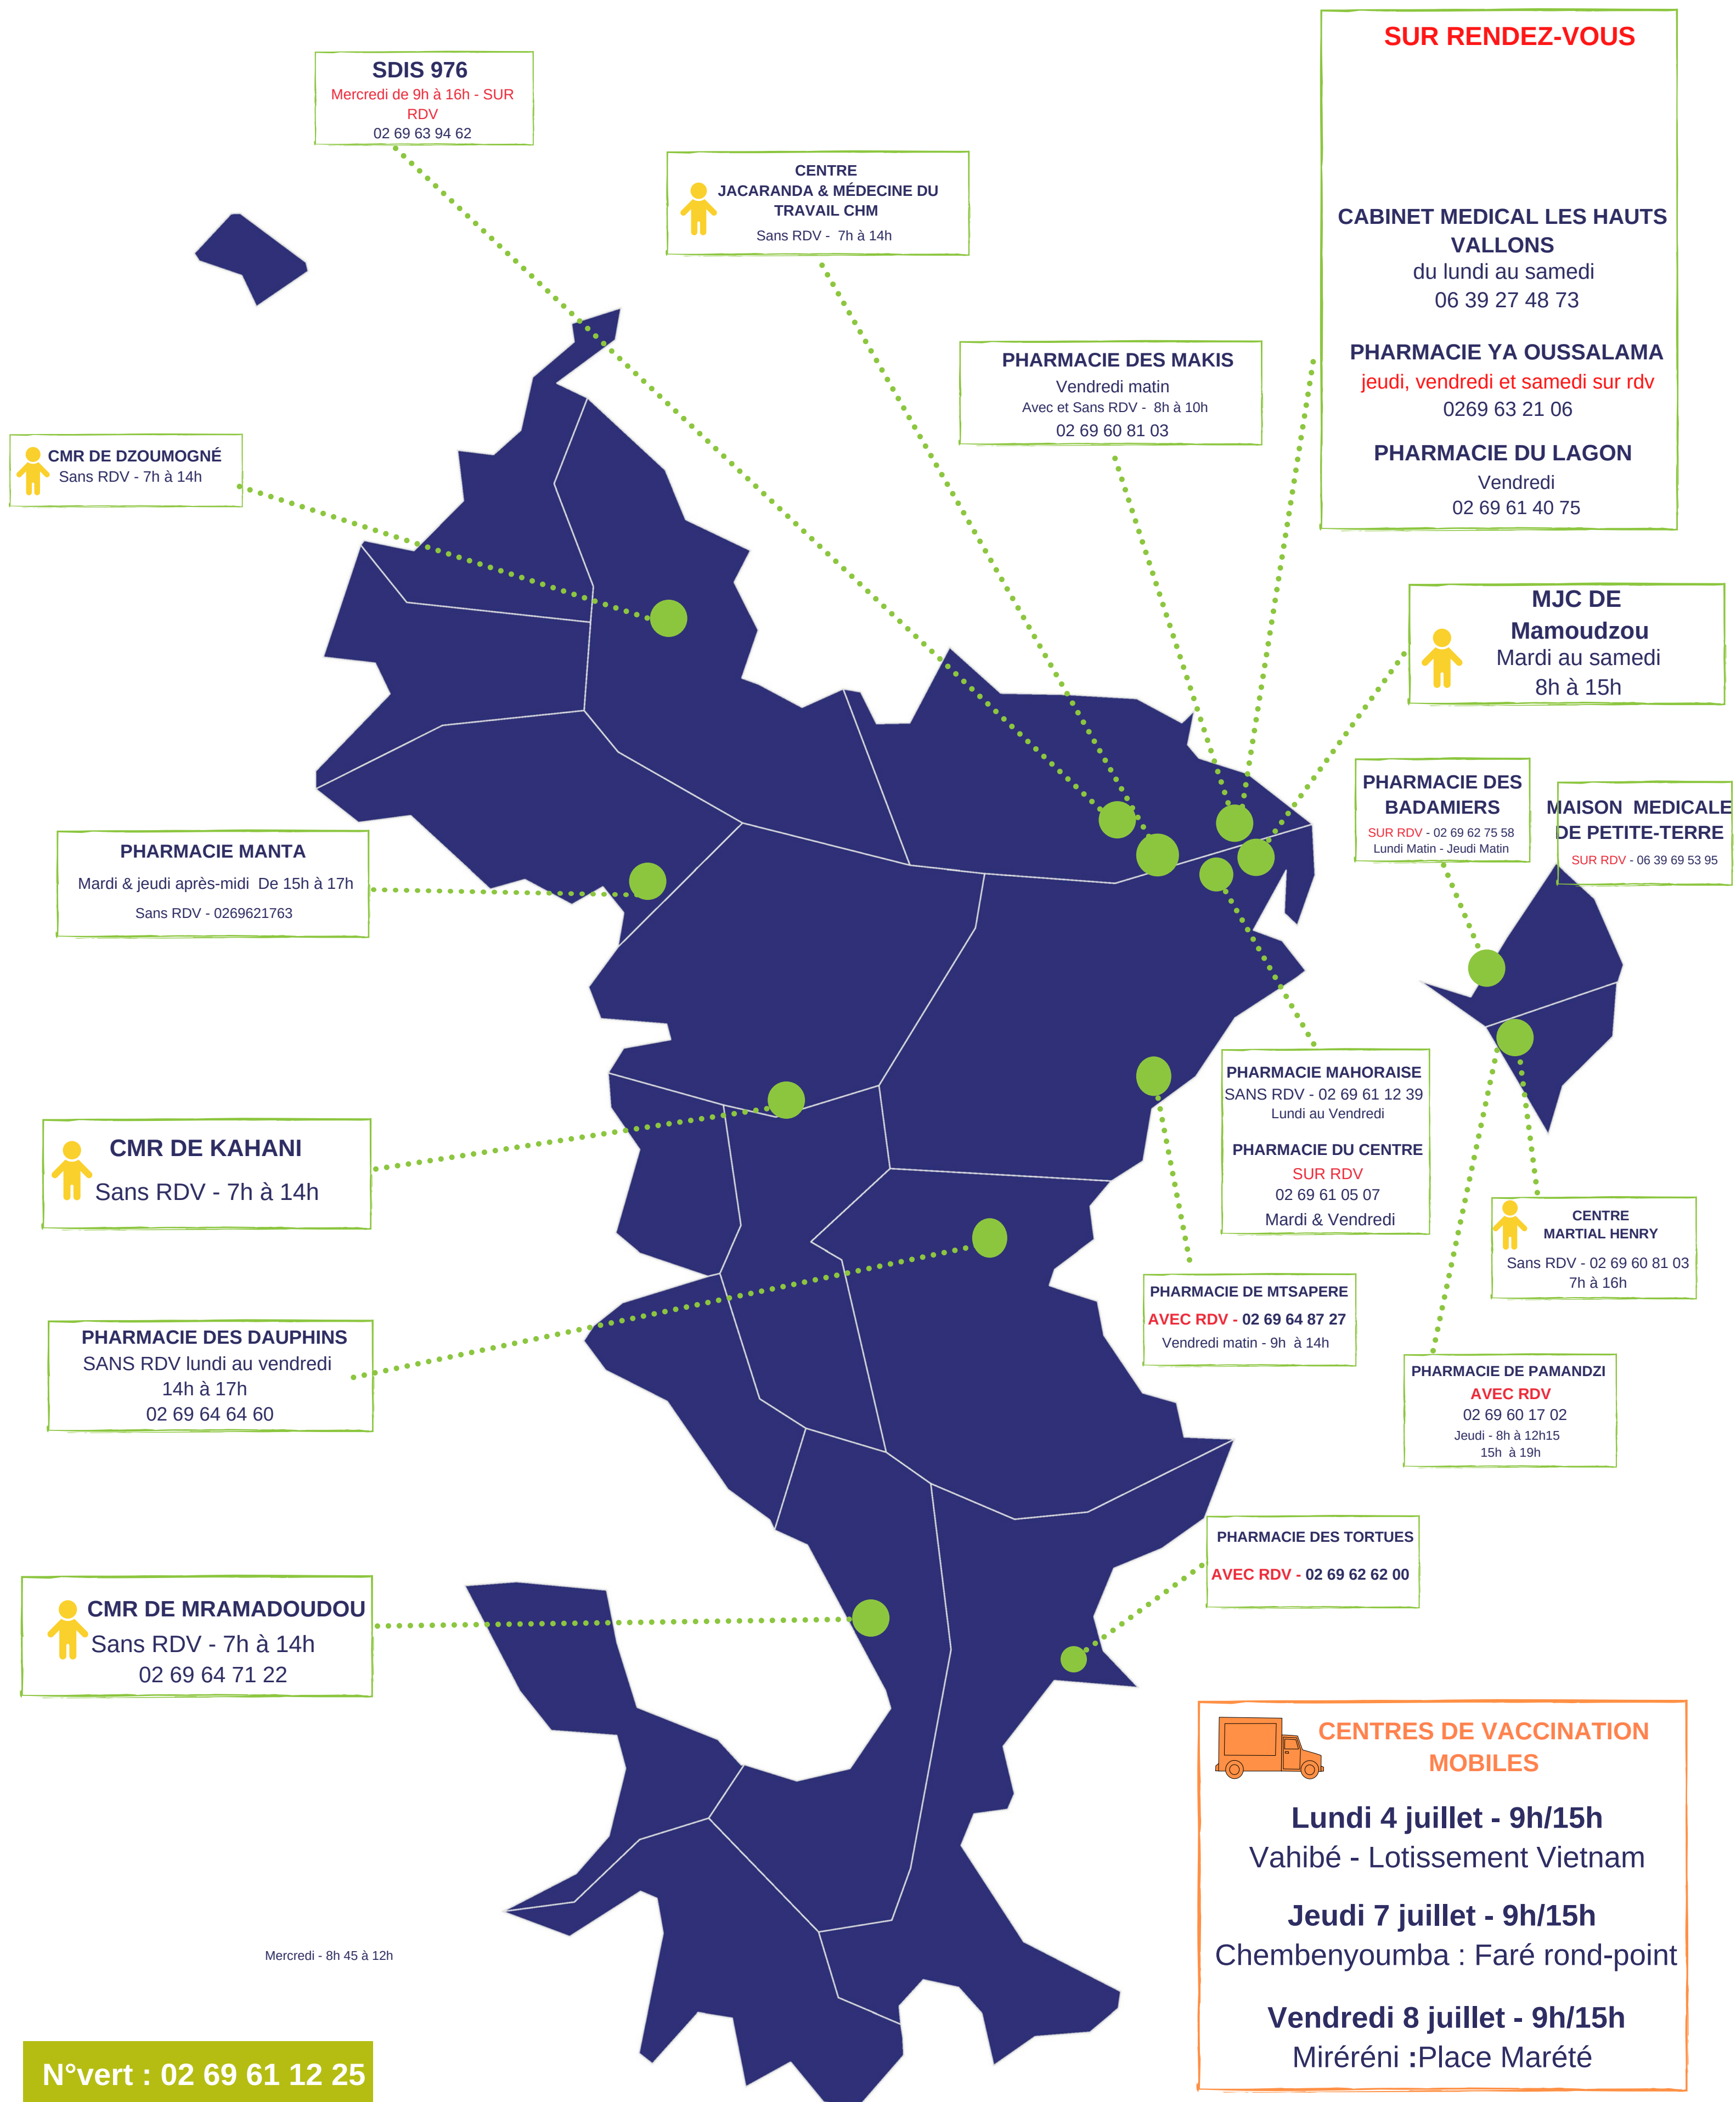 SUR RENDEZ-VOUS
CABINET MEDICAL LES HAUTS
VALLONS
du lundi au samedi
06 39 27 48 73
PHARMACIE YA OUSSALAMA
jeudi, vendredi et samedi sur rdv
0269 63 21 06
PHARMACIE DU LAGON
Vendredi
02 69 61 40 75
SDIS 976
Mercredi de 9h à 16h - SUR
RDV
02 69 63 94 62
CENTRE
JACARANDA & MÉDECINE DU
TRAVAIL CHM
Sans RDV - 7h à 14h
PHARMACIE DES MAKIS
Vendredi matin
Avec et Sans RDV - 8h à 10h
02 69 60 81 03
CMR DE DZOUMOGNÉ
Sans RDV - 7h à 14h
MJC DE
Mamoudzou
Mardi au samedi
8h à 15h
PHARMACIE DES
BADAMIERS
SUR RDV - 02 69 62 75 58
Lundi Matin - Jeudi Matin
MAISON MEDICALE
DE PETITE-TERRE
SUR RDV - 06 39 69 53 95
PHARMACIE MANTA
Mardi & jeudi après-midi De 15h à 17h
Sans RDV - 0269621763
PHARMACIE MAHORAISE
SANS RDV - 02 69 61 12 39
Lundi au Vendredi
PHARMACIE DU CENTRE
SUR RDV
02 69 61 05 07
Mardi & Vendredi
CMR DE KAHANI
Sans RDV - 7h à 14h
CENTRE
MARTIAL HENRY
Sans RDV - 02 69 60 81 03
7h à 16h
PHARMACIE DE MTSAPERE
AVEC RDV - 02 69 64 87 27
Vendredi matin - 9h à 14h
PHARMACIE DES DAUPHINS
SANS RDV lundi au vendredi
14h à 17h
02 69 64 64 60
PHARMACIE DE PAMANDZI
AVEC RDV
02 69 60 17 02
Jeudi - 8h à 12h15
15h à 19h
PHARMACIE DES TORTUES
AVEC RDV - 02 69 62 62 00
CMR DE MRAMADOUDOU
Sans RDV - 7h à 14h
02 69 64 71 22
CENTRES DE VACCINATION
MOBILES
Lundi 4 juillet - 9h/15h
Vahibé - Lotissement Vietnam
Jeudi 7 juillet - 9h/15h
Chembenyoumba : Faré rond-point
Vendredi 8 juillet - 9h/15h
Miréréni :Place Marété
Mercredi - 8h 45 à 12h
N°vert : 02 69 61 12 25